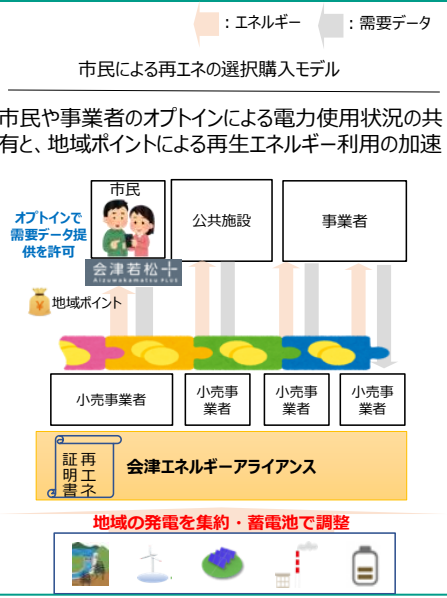 ：エネルギー　：需要データ
市民による再エネの選択購入モデル
市民や事業者のオプトインによる電力使用状況の共
有と、地域ポイントによる再生エネルギー利用の加速
市民
公共施設
事業者
オプトインで
需要データ提
供を許可
会津若松＋
Aizuwakamatsu PLUS
地域ポイント
小売事業者
小売事
業者
小売事
業者
小売事
業者
再エネ
証明書
会津エネルギーアライアンス
地域の発電を集約・蓄電池で調整